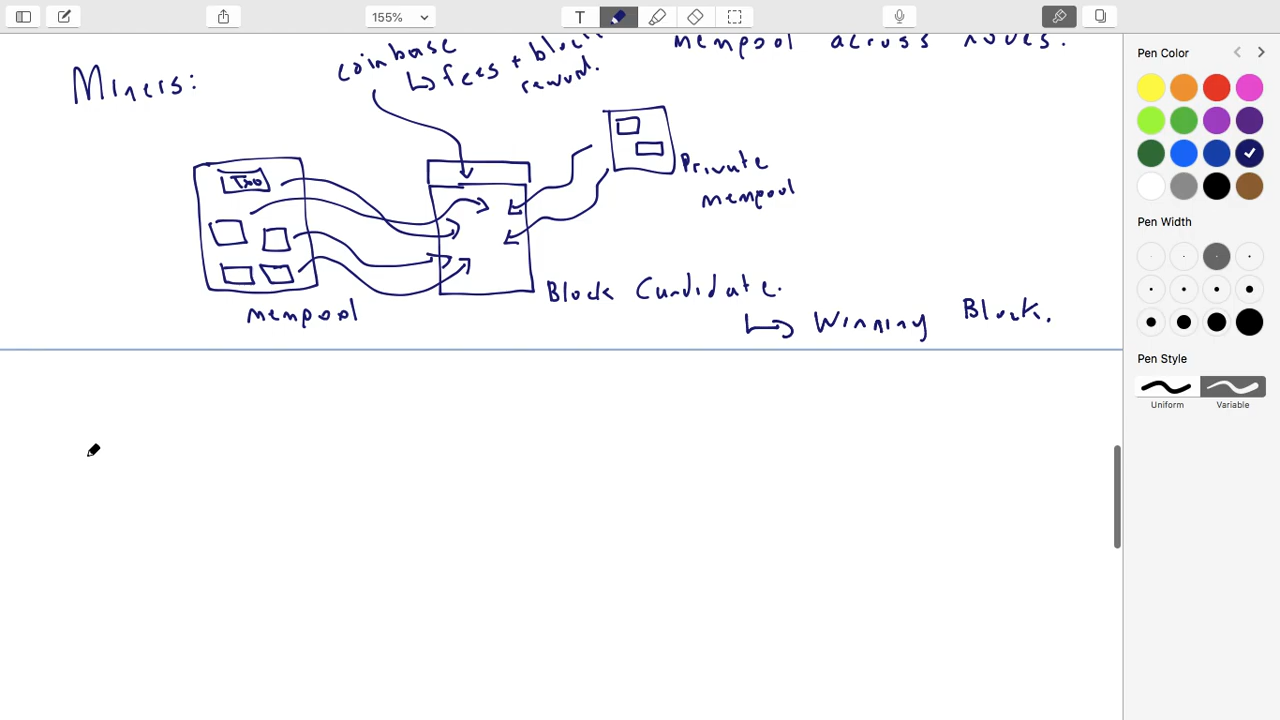 155%
T
coinbase
mempool across nodes.
Miners:
↳ fees + block
reward.
Private
mempool
Block Candidate.
mempool
↳ Winning Block.
Pen Color
Pen Width
Pen Style
Uniform
Variable